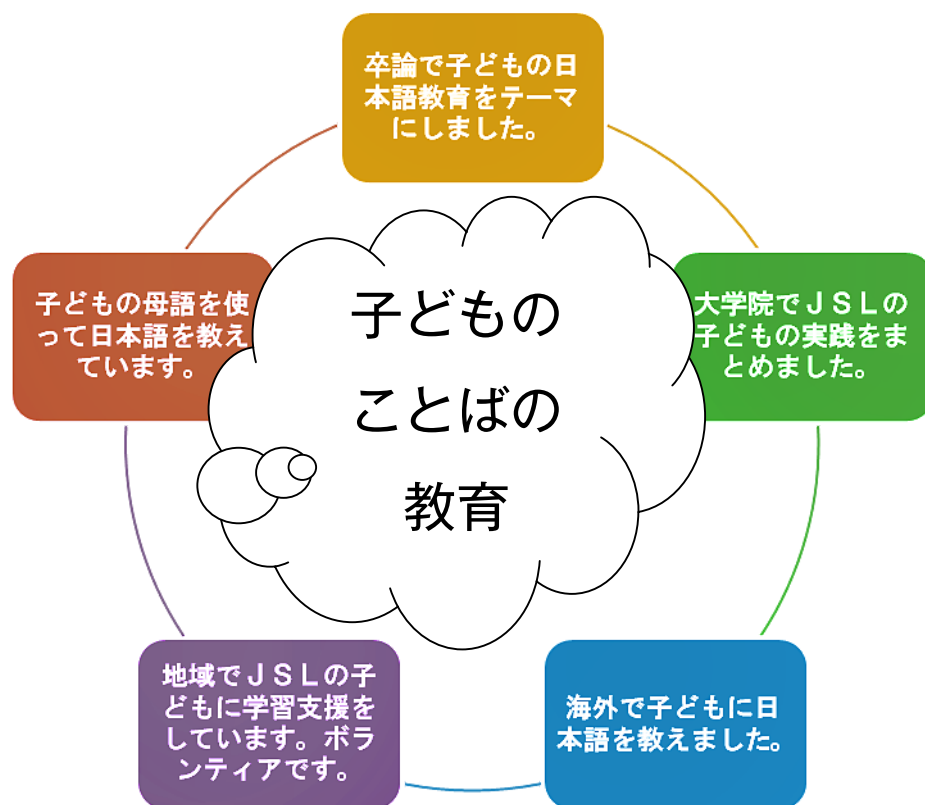 卒論で子どもの日
本語教育をテーマ
にしました。
子どもの母語を使
って日本語を教え
ています。
子どもの
ことばの
教育
大学院でＪＳＬの
子どもの実践をま
とめました。
地域でＪＳＬの子
どもに学習支援を
しています。ボラ
ンティアです。
海外で子どもに日
本語を教えました。